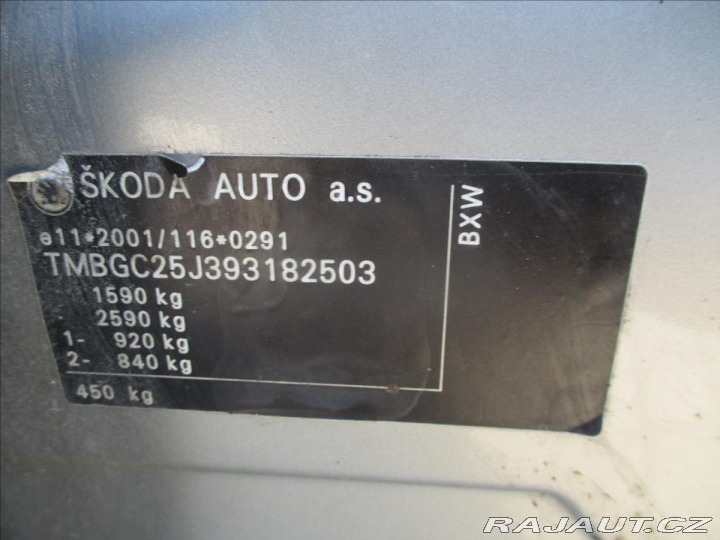 ŠKODA AUTO a.s.
e11*2001/116*0291
TMBGC25J393182503
1590 kg
- 2590 kg
1- 920 kg
2- 840 kg
450 kg
BXW
RAJAUT.CZ